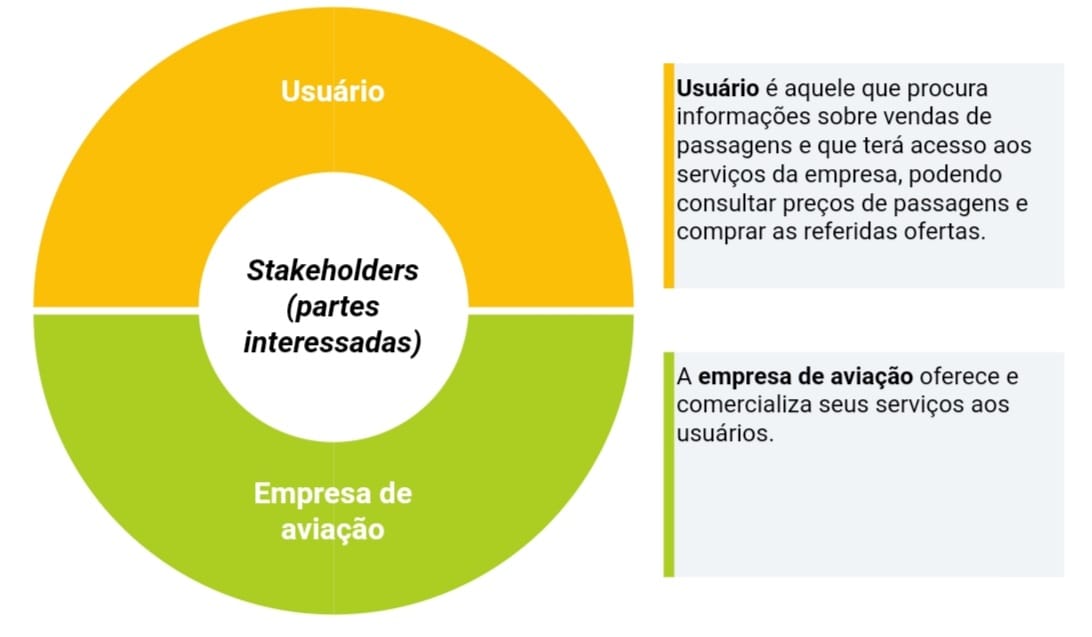 Usuário
Stakeholders
(partes
interessadas)
Empresa de
aviação
Usuário é aquele que procura
informações sobre vendas de
passagens e que terá acesso aos
serviços da empresa, podendo
consultar preços de passagens e
comprar as referidas ofertas.
A empresa de aviação oferece e
comercializa seus serviços aos
usuários.